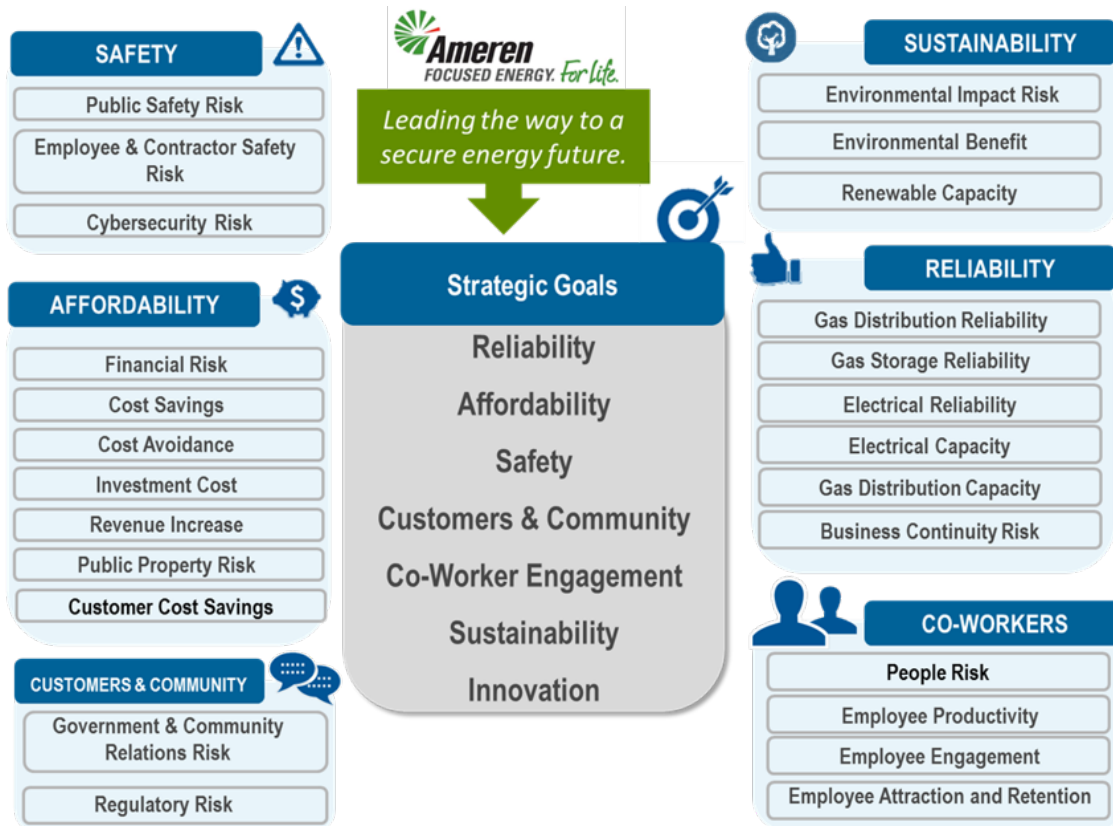 SAFETY
Public Safety Risk
Employee & Contractor Safety
Risk
Cybersecurity Risk
AFFORDABILITY
$
Financial Risk
Cost Savings
Cost Avoidance
Investment Cost
Revenue Increase
Public Property Risk
Customer Cost Savings
CUSTOMERS & COMMUNITY
Government & Community
Relations Risk
Regulatory Risk
Ameren
FOCUSED ENERGY. For life.
Leading the way to a
secure energy future.
Strategic Goals
Reliability
Affordability
Safety
Customers & Community
Co-Worker Engagement
Sustainability
Innovation
SUSTAINABILITY
Environmental Impact Risk
Environmental Benefit
Renewable Capacity
RELIABILITY
Gas Distribution Reliability
Gas Storage Reliability
Electrical Reliability
Electrical Capacity
Gas Distribution Capacity
Business Continuity Risk
CO-WORKERS
People Risk
Employee Productivity
Employee Engagement
Employee Attraction and Retention